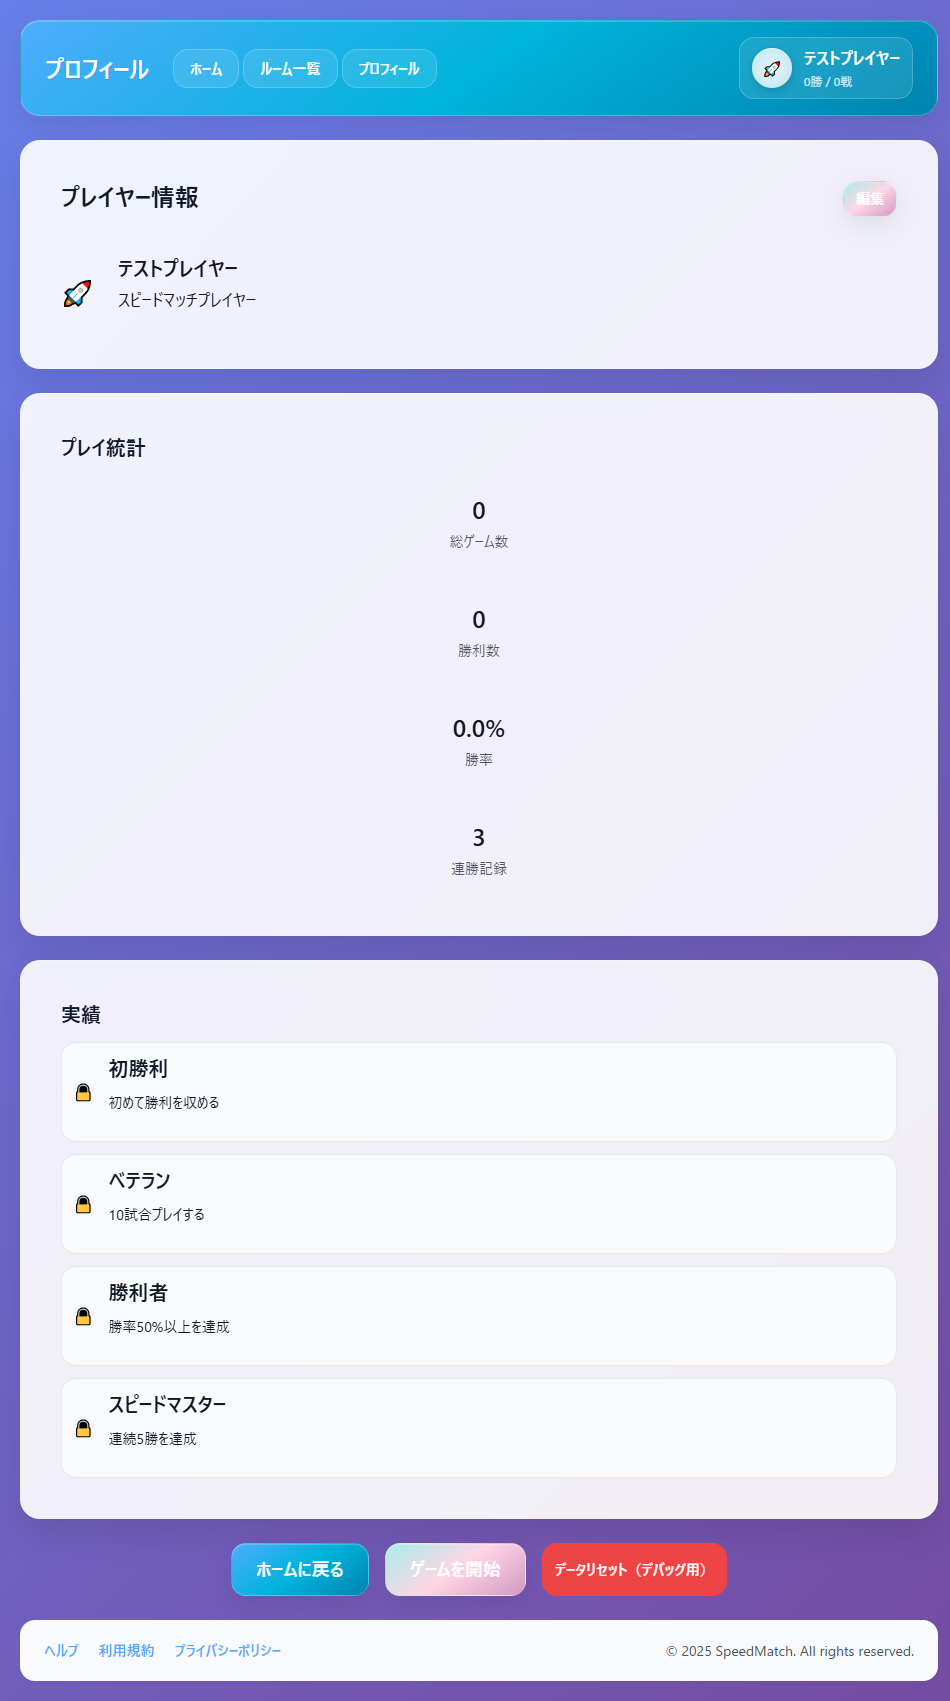 プロフィール
ホーム
ルーム一覧
プロフィール
テストプレイヤー
0勝 / 0戦
プレイヤー情報
編集
テストプレイヤー
スピードマッチプレイヤー
プレイ統計
0
総ゲーム数
0
勝利数
0.0%
勝率
3
連勝記録
実績
初勝利
初めて勝利を収める
ベテラン
10試合プレイする
勝利者
勝率50%以上を達成
スピードマスター
連続5勝を達成
ホームに戻る
ゲームを開始
データリセット（デバッグ用）
ヘルプ
利用規約
プライバシーポリシー
© 2025 SpeedMatch. All rights reserved.